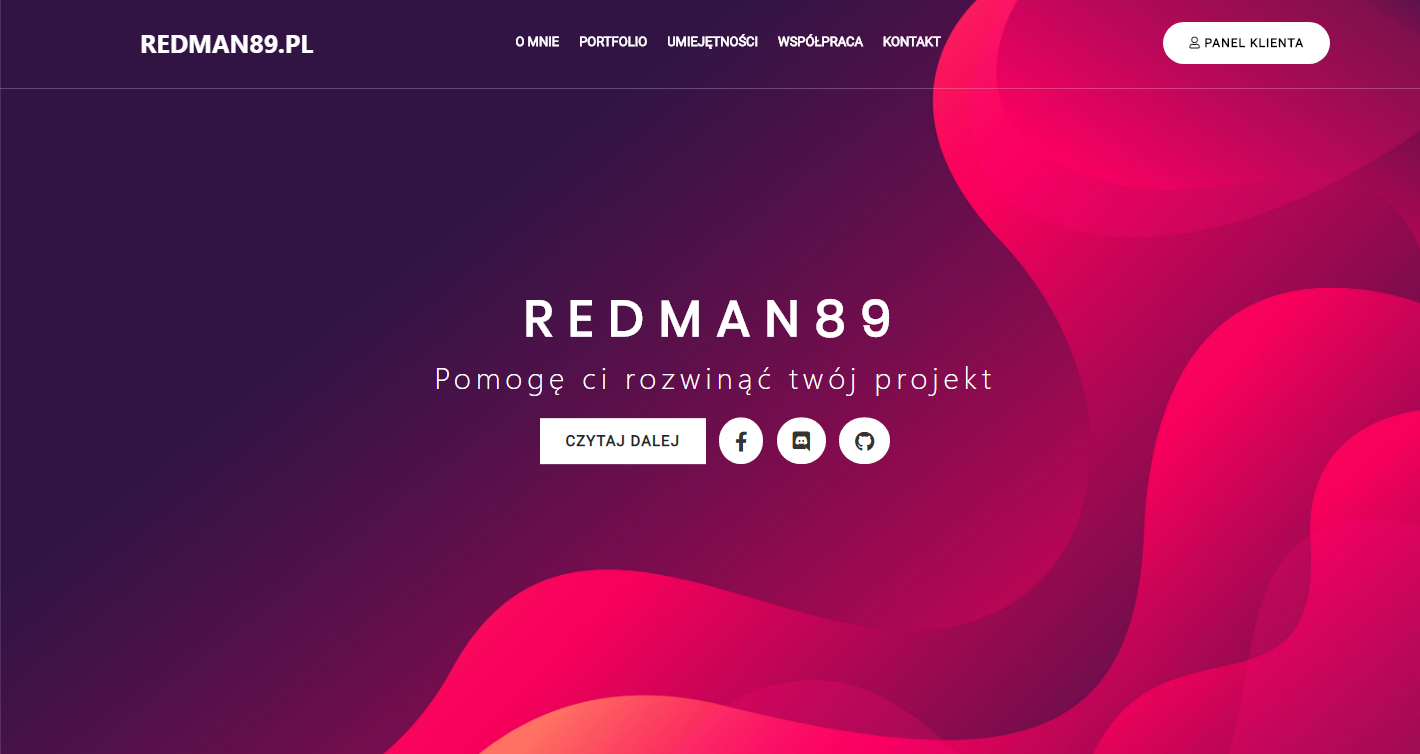 REDMAN89.PL
O MNIE PORTFOLIO UMIEJĘTNOŚCI WSPÓŁPRACA KONTAKT
PANEL KLIENTA
REDMAN89
Pomogę ci rozwinąć twój projekt
CZYTAJ DALEJ